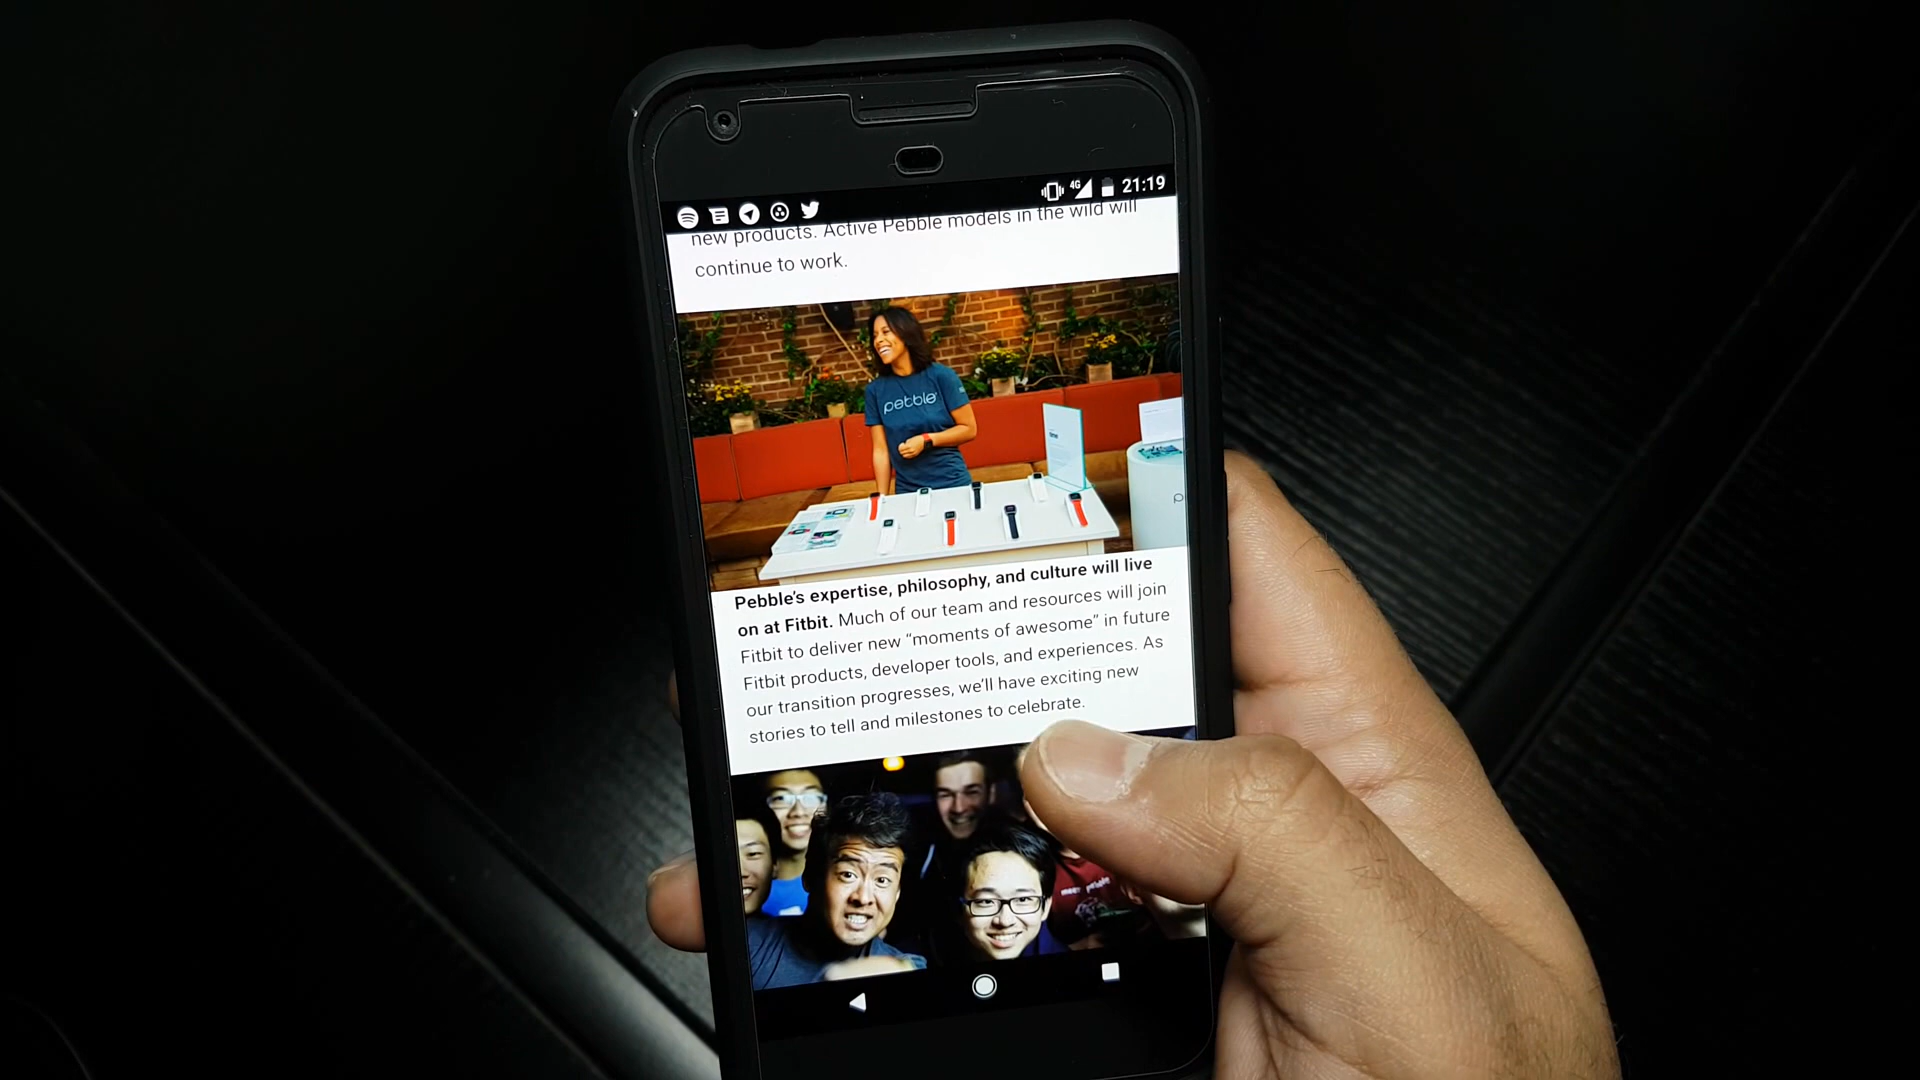 4G 21:19
new products. Active Pebble models in the wild will
continue to work.
pebble
Pebble's expertise, philosophy, and culture will live
on at Fitbit. Much of our team and resources will join
Fitbit to deliver new “moments of awesome” in future
Fitbit products, developer tools, and experiences. As
our transition progresses, we'll have exciting new
stories to tell and milestones to celebrate.
meet pebble